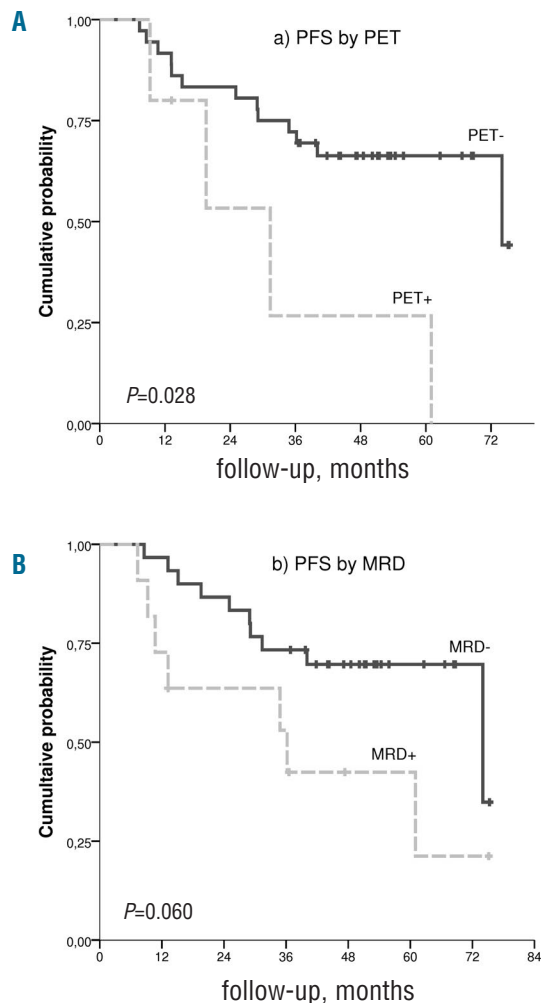 A
a) PFS by PET
1,00
0,75
0,50
0,25
0,00
Cumulative probability
PET-
PET+
P=0.028
0 12 24 36 48 60 72
follow-up, months
B
b) PFS by MRD
1,00
0,75
0,50
0,25
0,00
Cumultaive probability
MRD-
MRD+
P=0.060
0 12 24 36 48 60 72 84
follow-up, months